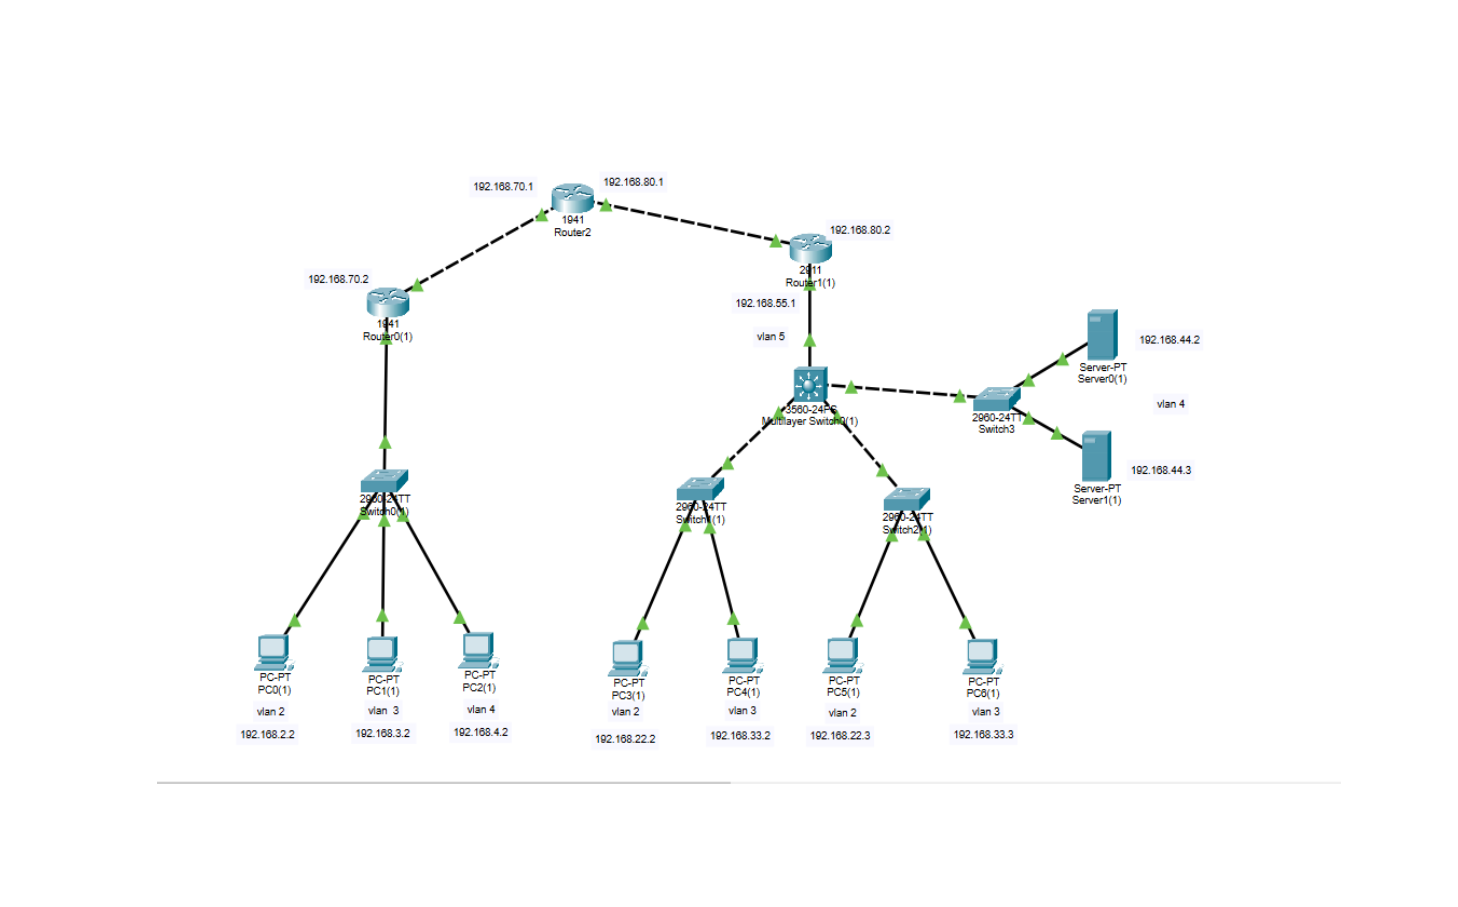 192.168.70.1
192.168.80.1
1941
Router2
192.168.80.2
2911
Router1(1)
192.168.70.2
1941
Router0(1)
192.168.55.1
vlan 5
192.168.44.2
Server-PT
Server0(1)
3560-24PS
Multilayer Switch0(1)
2960-24TT
Switch3
vlan 4
192.168.44.3
Server-PT
Server1(1)
2960-24TT
Switch0(1)
2960-24TT
Switch1(1)
2960-24TT
Switch2(1)
PC-PT
PC0(1)
vlan 2
192.168.2.2
PC-PT
PC1(1)
vlan 3
192.168.3.2
PC-PT
PC2(1)
vlan 4
192.168.4.2
PC-PT
PC3(1)
vlan 2
192.168.22.2
PC-PT
PC4(1)
vlan 3
192.168.33.2
PC-PT
PC5(1)
vlan 2
192.168.22.3
PC-PT
PC6(1)
vlan 3
192.168.33.3